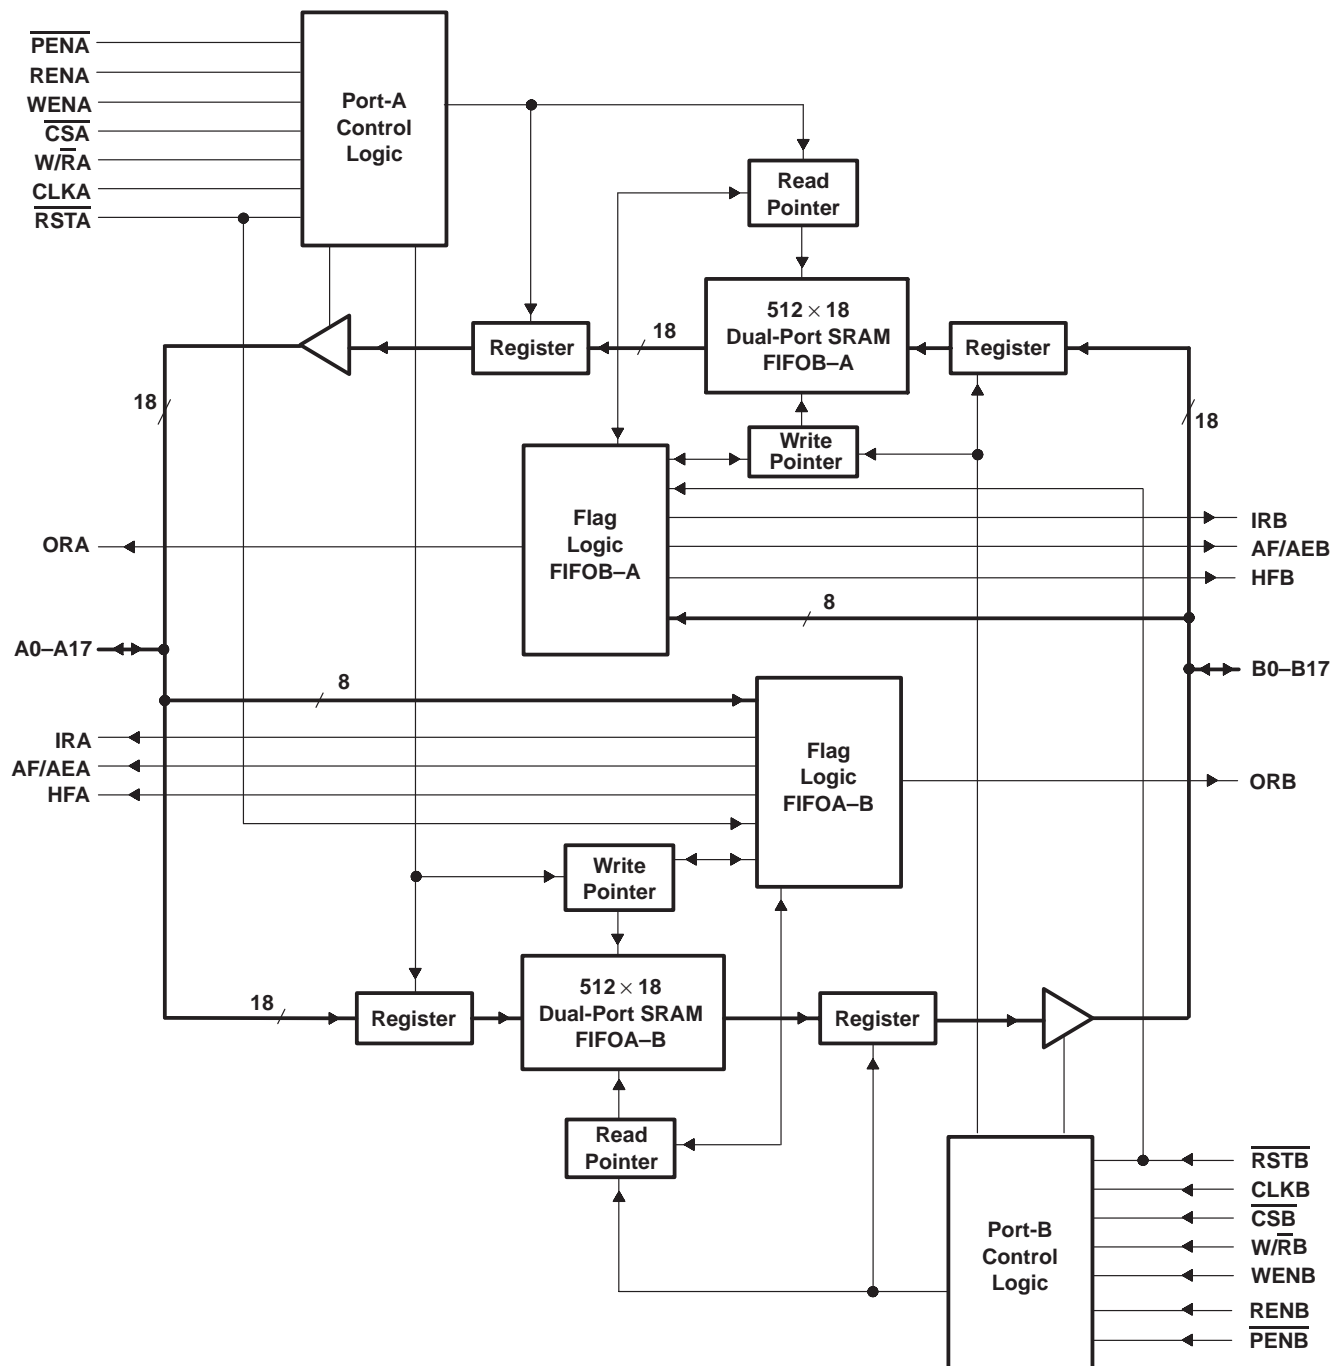 PENA
RENA
WENA
CSA
W/RA
CLKA
RSTA
Port-A
Control
Logic
Read
Pointer
512 × 18
Dual-Port SRAM
FIFOB–A
Register
18
Register
18
18
Write
Pointer
Flag
Logic
FIFOB–A
ORA
IRB
AF/AEB
HFB
8
A0–A17
B0–B17
8
IRA
AF/AEA
HFA
Flag
Logic
FIFOA–B
ORB
Write
Pointer
18
Register
512 × 18
Dual-Port SRAM
FIFOA–B
Register
Read
Pointer
Port-B
Control
Logic
RSTB
CLKB
CSB
W/RB
WENB
RENB
PENB